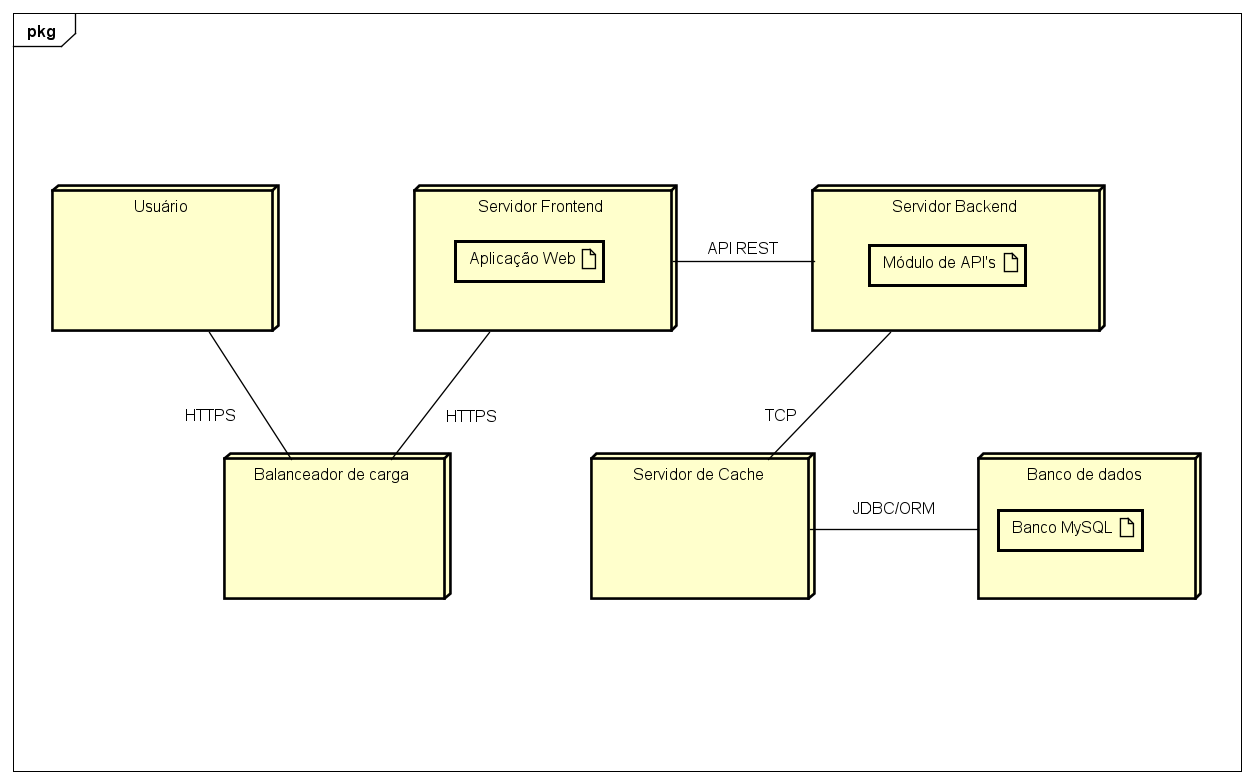 pkg
Usuário
Servidor Frontend
Servidor Backend
Aplicação Web
API REST
Módulo de API's
HTTPS
HTTPS
TCP
Balanceador de carga
Servidor de Cache
Banco de dados
JDBC/ORM
Banco MySQL